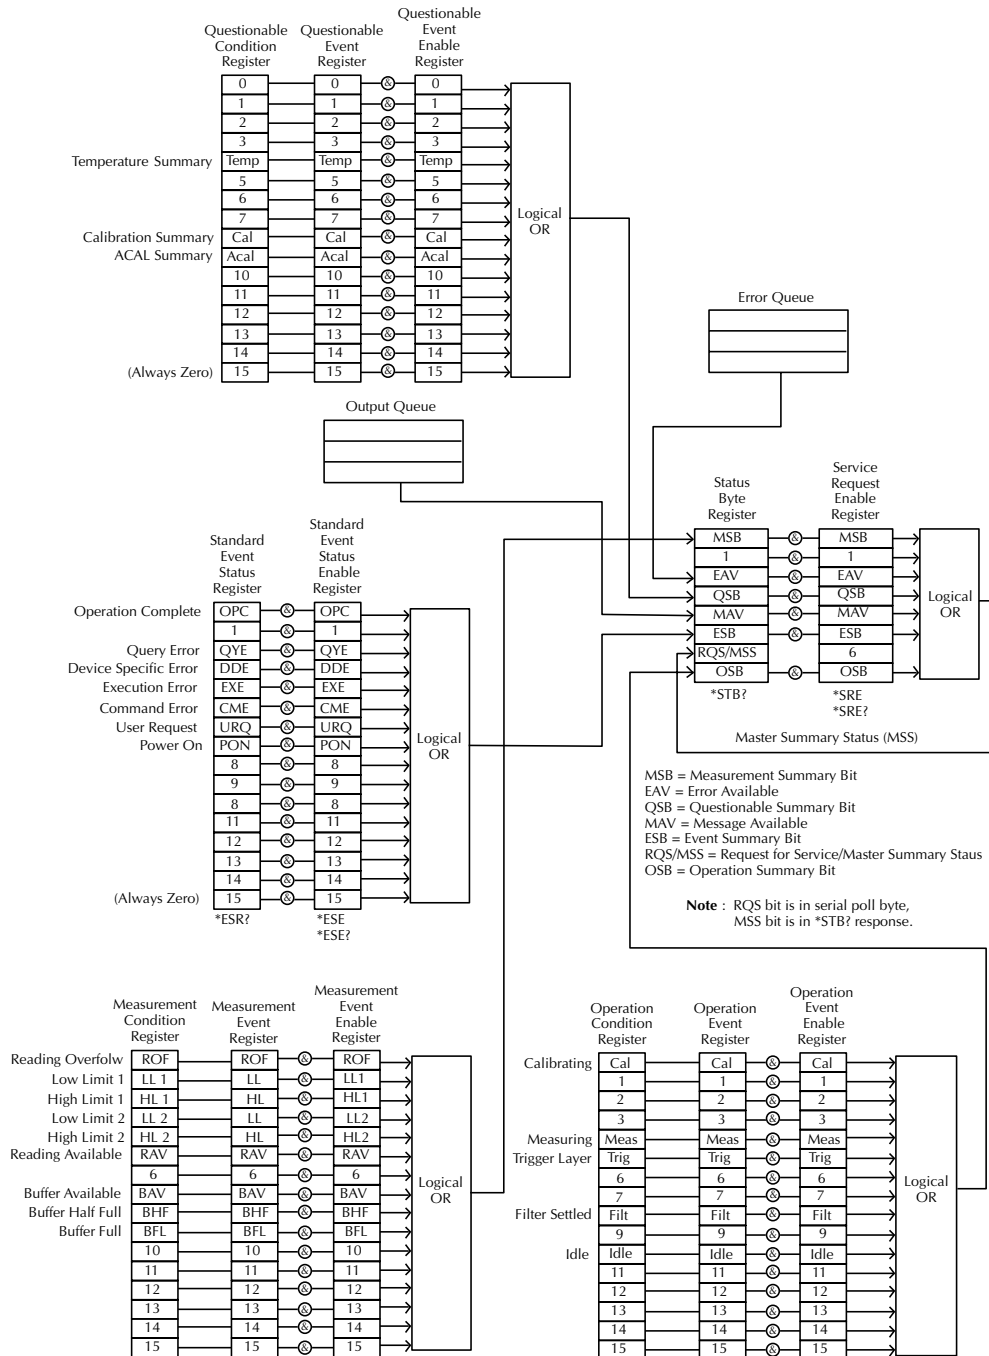 Questionable
Condition
Register
Questionable
Event
Register
Questionable
Event
Enable
Register
0 0 & 0
1 1 & 1
2 2 & 2
3 3 & 3
Temperature Summary Temp Temp & Temp
5 5 & 5
6 6 & 6
7 7 & 7
Calibration Summary Cal Cal & Cal
ACAL Summary Acal Acal & Acal
10 10 & 10
11 11 & 11
12 12 & 12
13 13 & 13
14 14 & 14
(Always Zero) 15 15 & 15
Logical
OR
Error Queue
Output Queue
Status
Byte
Register
Service
Request
Enable
Register
MSB & MSB
1 & 1
EAV & EAV
QSB & QSB
MAV & MAV
ESB & ESB
RQS/MSS 6
OSB & OSB
*STB? *SRE
*SRE?
Logical
OR
Master Summary Status (MSS)
Standard
Event
Status
Register
Standard
Event
Status
Enable
Register
Operation Complete OPC & OPC
1 & 1
Query Error QYE & QYE
Device Specific Error DDE & DDE
Execution Error EXE & EXE
Command Error CME & CME
User Request URQ & URQ
Power On PON & PON
8 & 8
9 & 9
8 & 8
11 & 11
12 & 12
13 & 13
14 & 14
(Always Zero) 15 & 15
*ESR? *ESE
*ESE?
Logical
OR
MSB = Measurement Summary Bit
EAV = Error Available
QSB = Questionable Summary Bit
MAV = Message Available
ESB = Event Summary Bit
RQS/MSS = Request for Service/Master Summary Staus
OSB = Operation Summary Bit
Note : RQS bit is in serial poll byte,
MSS bit is in *STB? response.
Measurement
Condition
Register
Measurement
Event
Register
Measurement
Event
Enable
Register
Reading Overfolw ROF ROF & ROF
Low Limit 1 LL 1 LL & LL1
High Limit 1 HL 1 HL & HL1
Low Limit 2 LL 2 LL & LL2
High Limit 2 HL 2 HL & HL2
Reading Available RAV RAV & RAV
6 6 & 6
Buffer Available BAV BAV & BAV
Buffer Half Full BHF BHF & BHF
Buffer Full BFL BFL & BFL
10 10 & 10
11 11 & 11
12 12 & 12
13 13 & 13
14 14 & 14
15 15 & 15
Logical
OR
Operation
Condition
Register
Operation
Event
Register
Operation
Event
Enable
Register
Calibrating Cal Cal & Cal
1 1 & 1
2 2 & 2
3 3 & 3
Measuring Meas Meas & Meas
Trigger Layer Trig Trig & Trig
6 6 & 6
7 7 & 7
Filter Settled Filt Filt & Filt
9 9 & 9
Idle Idle Idle & Idle
11 11 & 11
12 12 & 12
13 13 & 13
14 14 & 14
15 15 & 15
Logical
OR